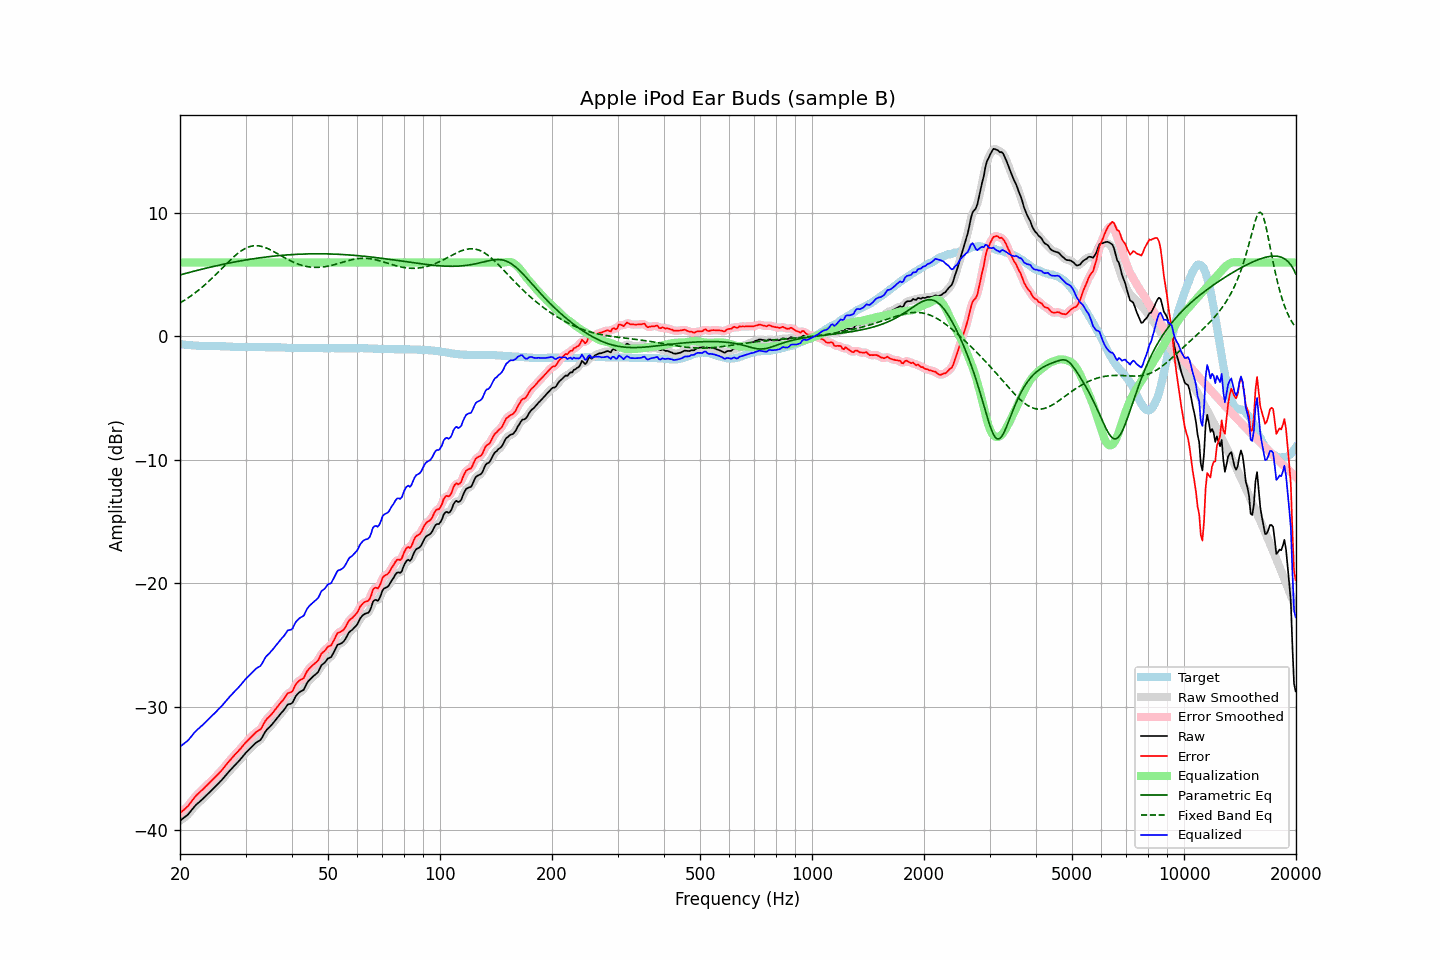 Apple iPod Ear Buds (sample B)
Amplitude (dBr)
10
0
−10
−20
−30
−40
20
50
100
200
500
1000
2000
5000
10000
20000
Frequency (Hz)
Target
Raw Smoothed
Error Smoothed
Raw
Error
Equalization
Parametric Eq
Fixed Band Eq
Equalized